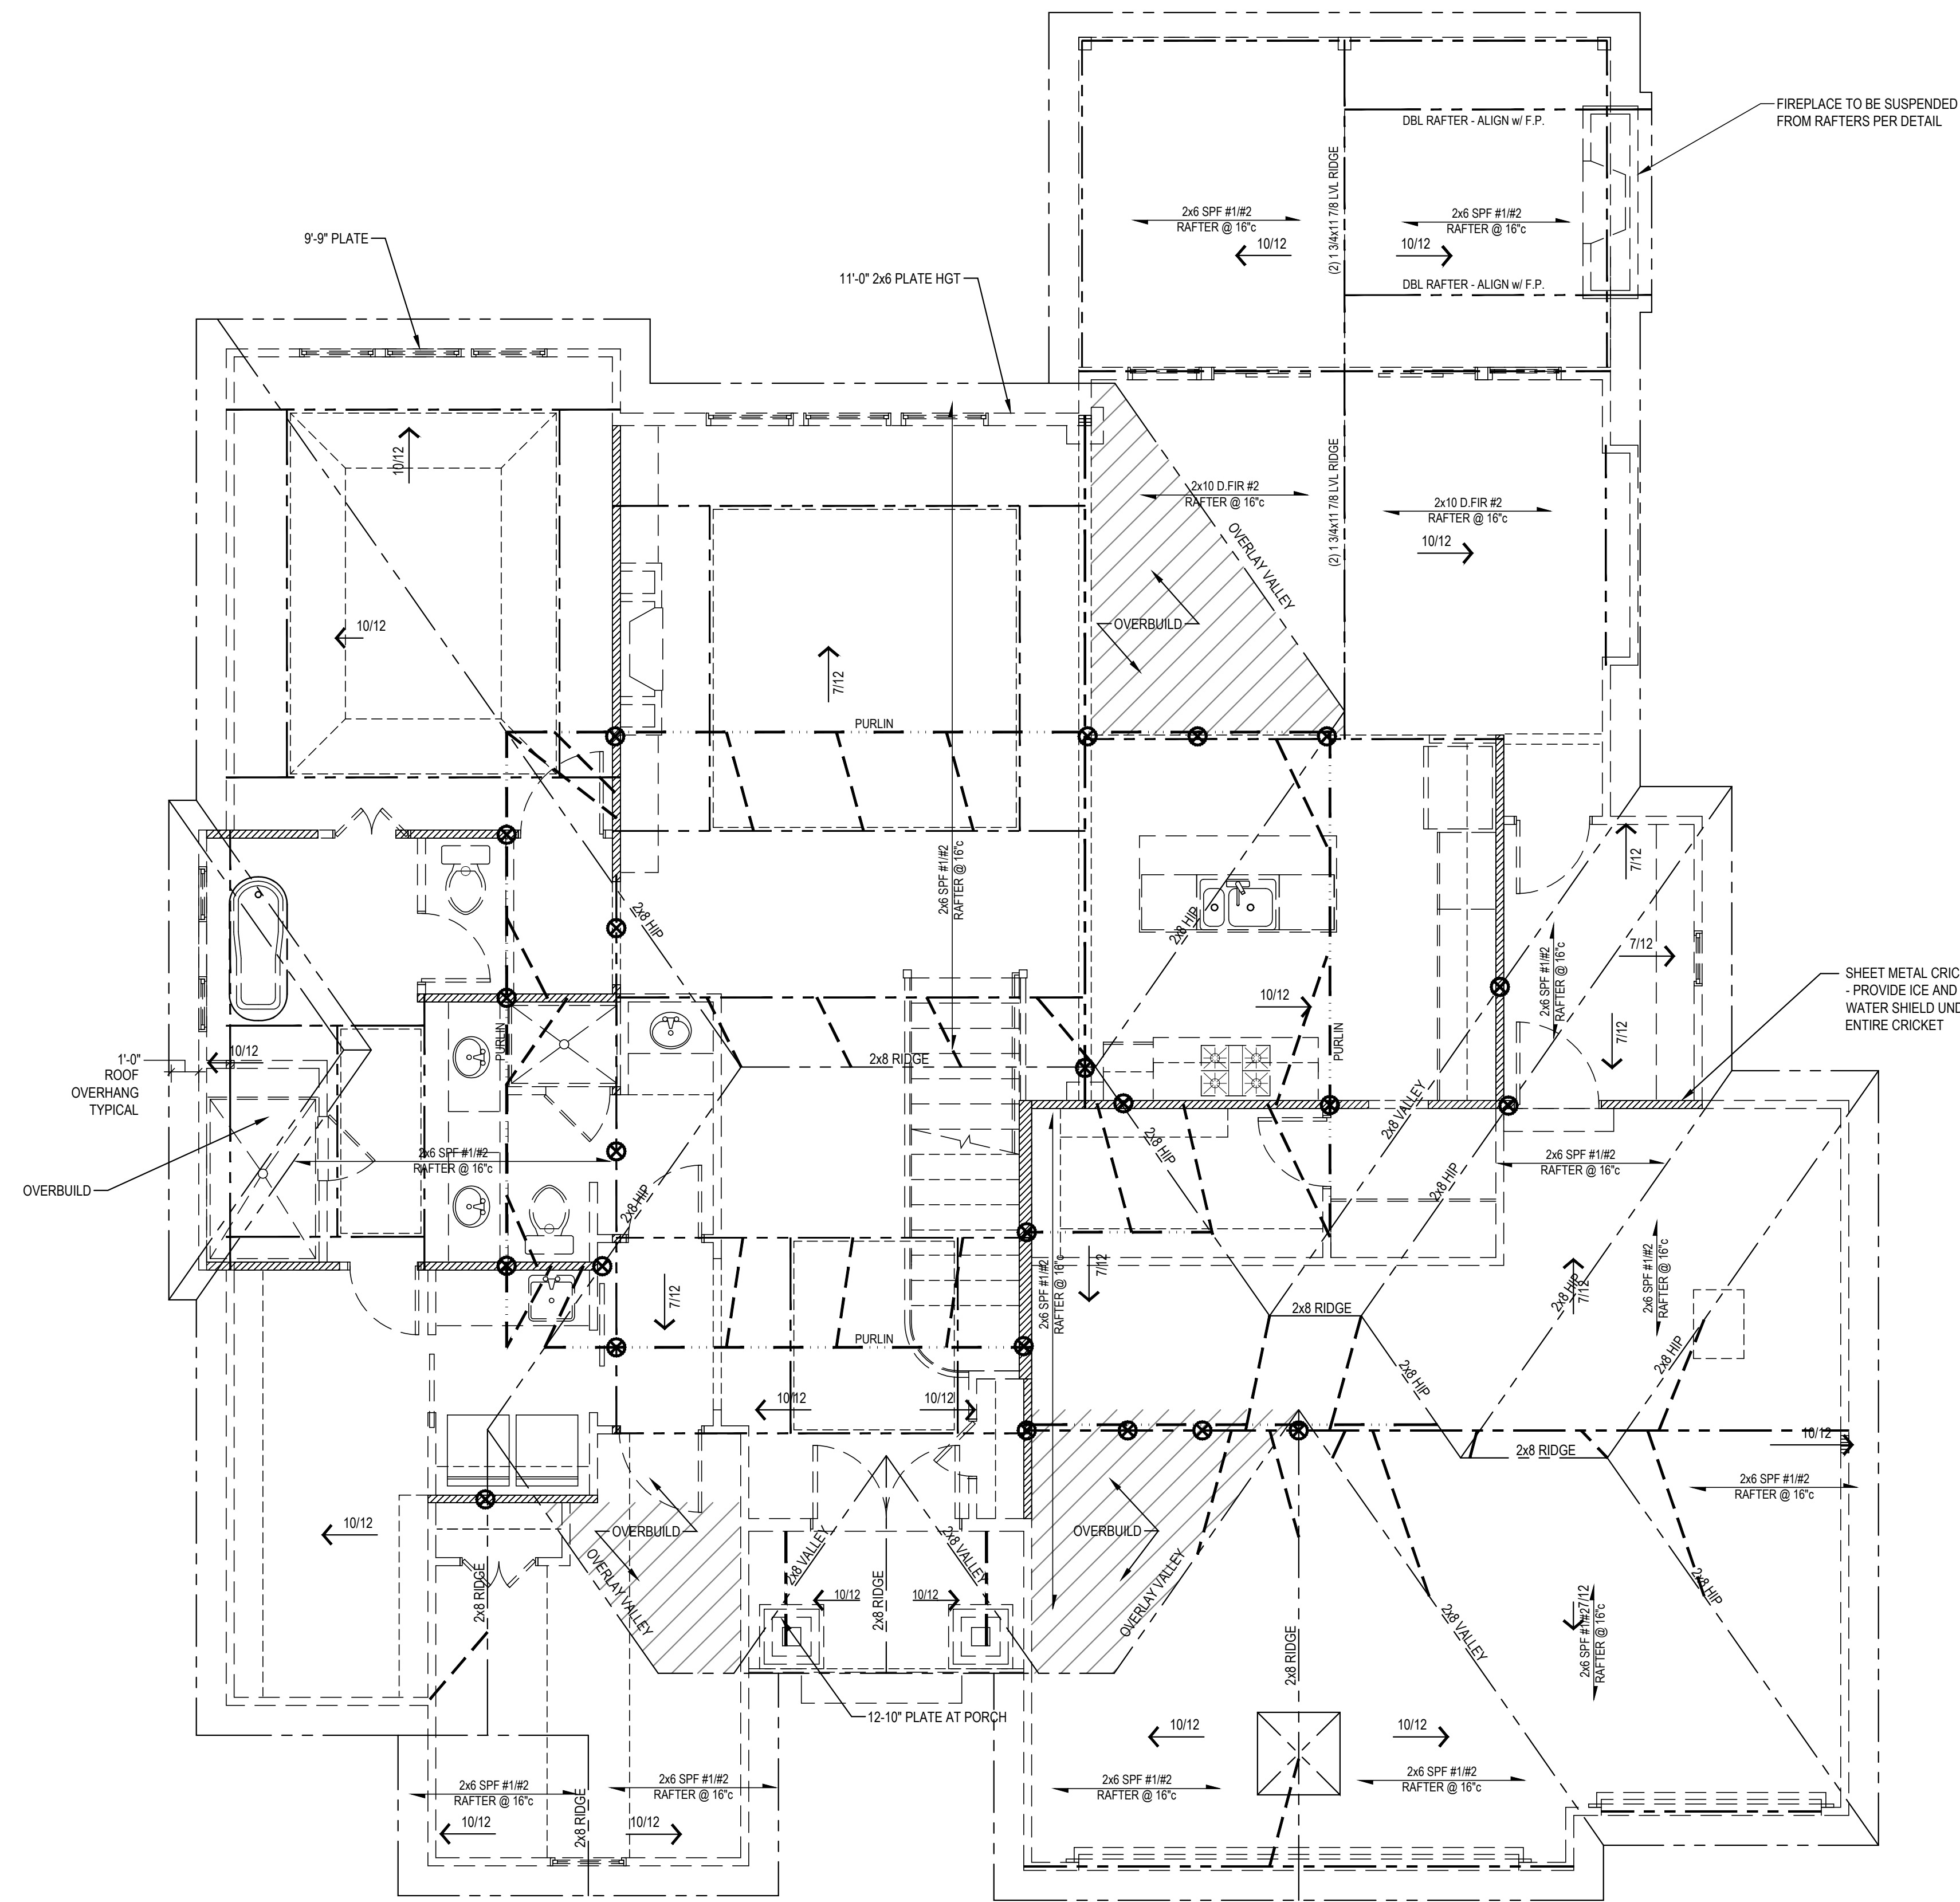 FIREPLACE TO BE SUSPENDED
FROM RAFTERS PER DETAIL
DBL RAFTER - ALIGN w/ F.P.
2x6 SPF #1/#2
RAFTER @ 16"c
10/12
(2) 1 3/4x11 7/8 LVL RIDGE
2x6 SPF #1/#2
RAFTER @ 16"c
10/12
DBL RAFTER - ALIGN w/ F.P.
9'-9" PLATE
11'-0" 2x6 PLATE HGT
10/12
10/12
7/12
2x10 D.FIR #2
RAFTER @ 16"c
(2) 1 3/4x11 7/8 LVL RIDGE
2x10 D.FIR #2
RAFTER @ 16"c
10/12
OVERLAY VALLEY
OVERBUILD
PURLIN
2x6 SPF #1/#2
RAFTER @ 16"c
2x8 HIP
2x8 HIP
10/12
PURLIN
2x6 SPF #1/#2
RAFTER @ 16"c
7/12
7/12
7/12
SHEET METAL CRIC
- PROVIDE ICE AND
WATER SHIELD UND
ENTIRE CRICKET
1'-0"
ROOF
OVERHANG
TYPICAL
10/12
PURLIN
2x8 RIDGE
OVERBUILD
2x6 SPF #1/#2
RAFTER @ 16"c
2x8 HIP
7/12
PURLIN
10/12
10/12
2x8 HIP
2x8 VALLEY
2x8 HIP
2x6 SPF #1/#2
RAFTER @ 16"c
2x6 SPF #1/#2
RAFTER @ 16"c
7/12
2x8 RIDGE
2x8 HIP
2x8 HIP
7/12
2x6 SPF #1/#2
RAFTER @ 16"c
2x8 HIP
2x8 RIDGE
10/12
2x6 SPF #1/#2
RAFTER @ 16"c
10/12
OVERBUILD
OVERLAY VALLEY
2x8 RIDGE
2x8 VALLEY
2x8 VALLEY
10/12
10/12
2x8 RIDGE
OVERBUILD
OVERLAY VALLEY
2x8 RIDGE
2x8 VALLEY
2x8 HIP
7/12
2x6 SPF #1/#2
RAFTER @ 16"c
12-10" PLATE AT PORCH
10/12
10/12
2x6 SPF #1/#2
RAFTER @ 16"c
2x6 SPF #1/#2
RAFTER @ 16"c
2x8 RIDGE
10/12
10/12
2x6 SPF #1/#2
RAFTER @ 16"c
2x6 SPF #1/#2
RAFTER @ 16"c